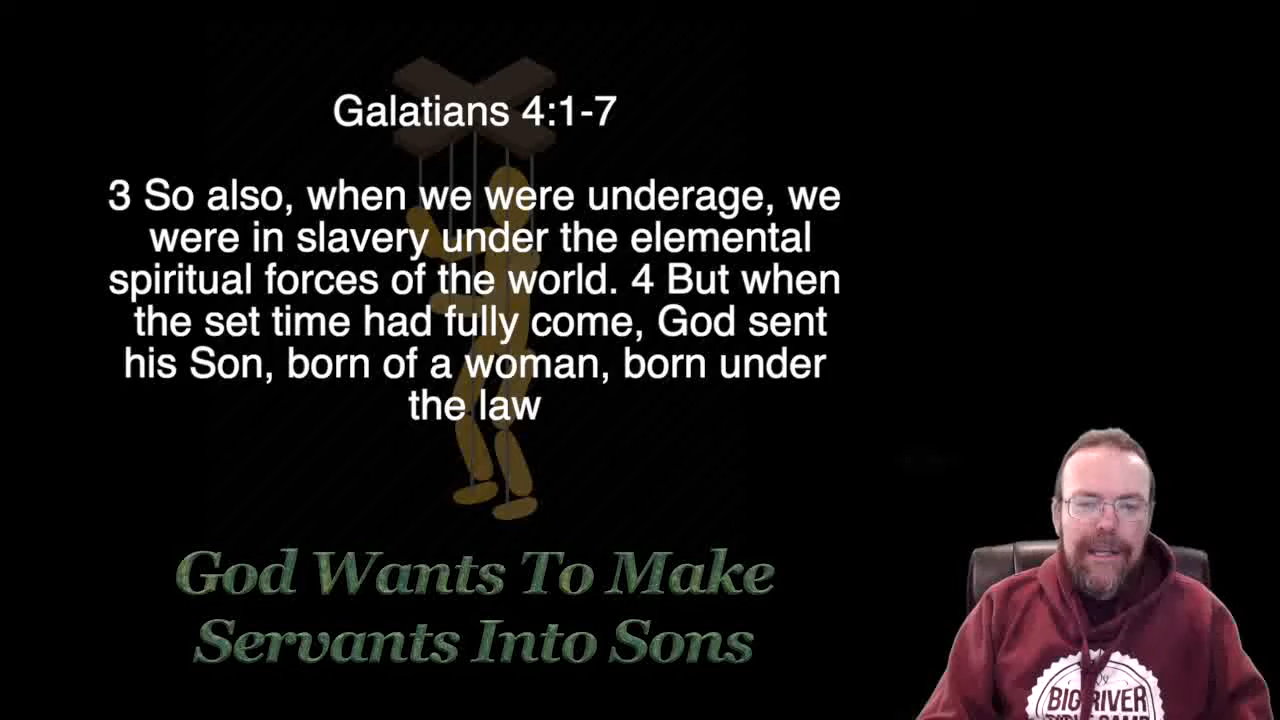 Galatians 4:1-7
3 So also, when we were underage, we
were in slavery under the elemental
spiritual forces of the world. 4 But when
the set time had fully come, God sent
his Son, born of a woman, born under
the law
God Wants To Make
Servants Into Sons
BIG RIVER